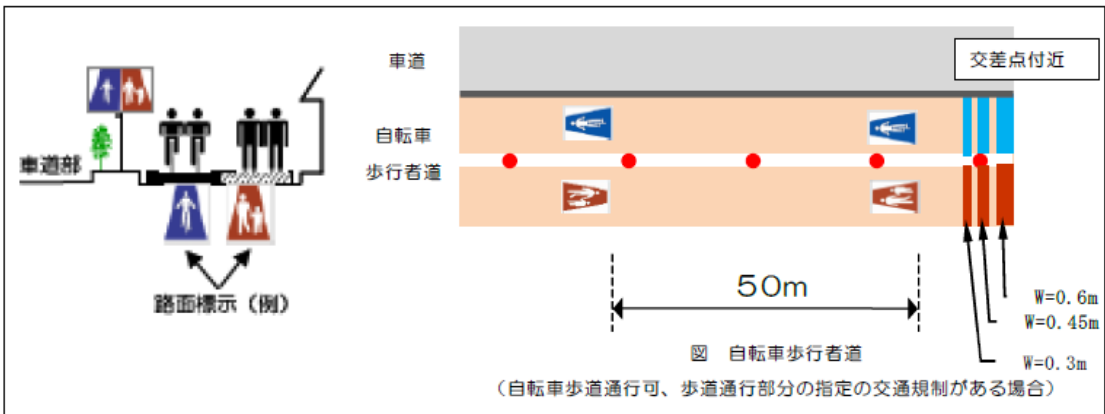 車道部
路面標示（例）
車道
自転車
歩行者道
交差点付近
50m
W=0.6m
W=0.45m
W=0.3m
図　自転車歩行者道
（自転車歩道通行可、歩道通行部分の指定の交通規制がある場合）